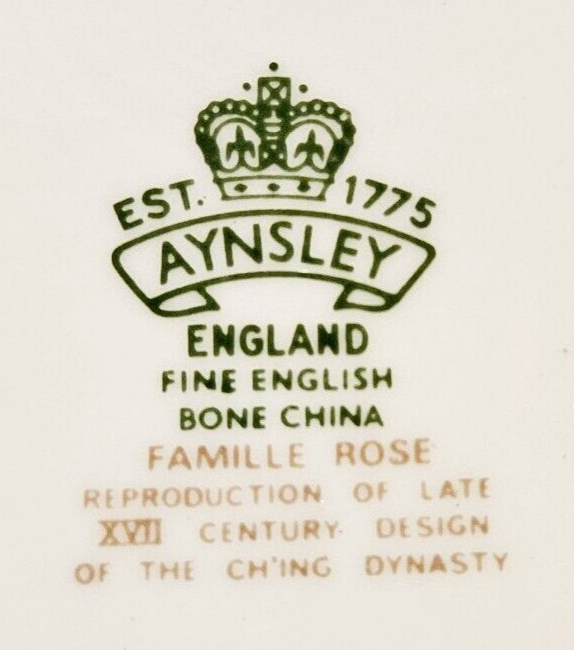 EST. 1775
AYNSLEY
ENGLAND
FINE ENGLISH
BONE CHINA
FAMILLE ROSE
REPRODUCTION OF LATE
XVII CENTURY DESIGN
OF THE CH'ING DYNASTY